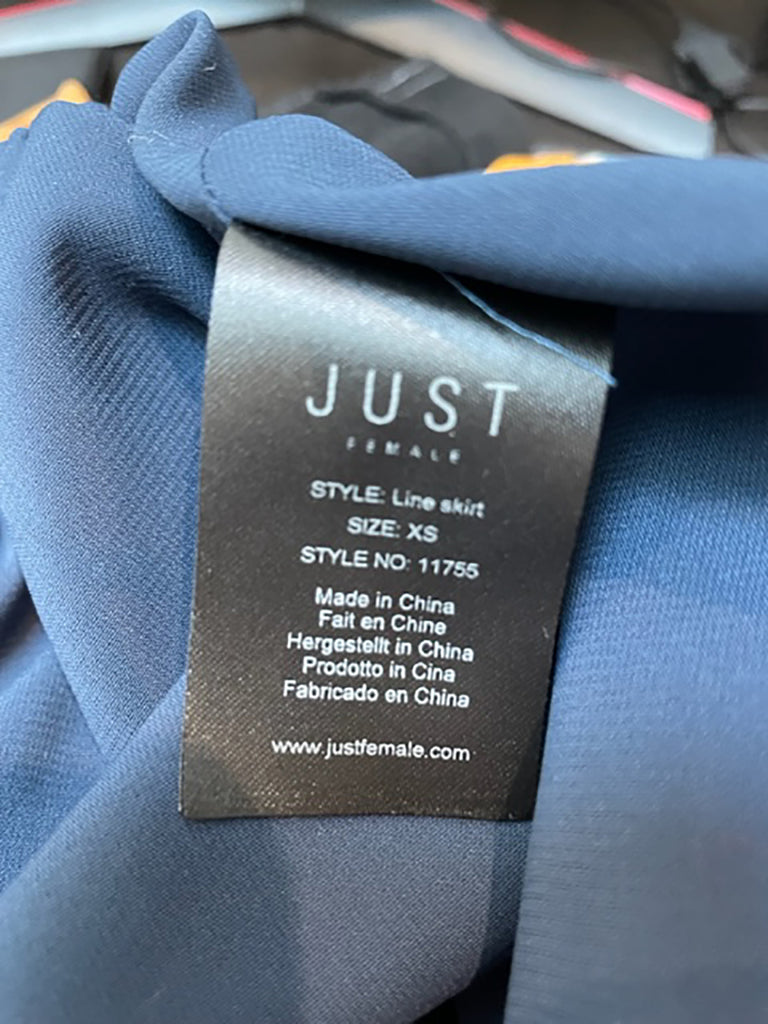 JUST
FEMALE
STYLE: Line skirt
SIZE: XS
STYLE NO: 11755
Made in China
Fait en Chine
Hergestellt in China
Prodotto in Cina
Fabricado en China
www.justfemale.com